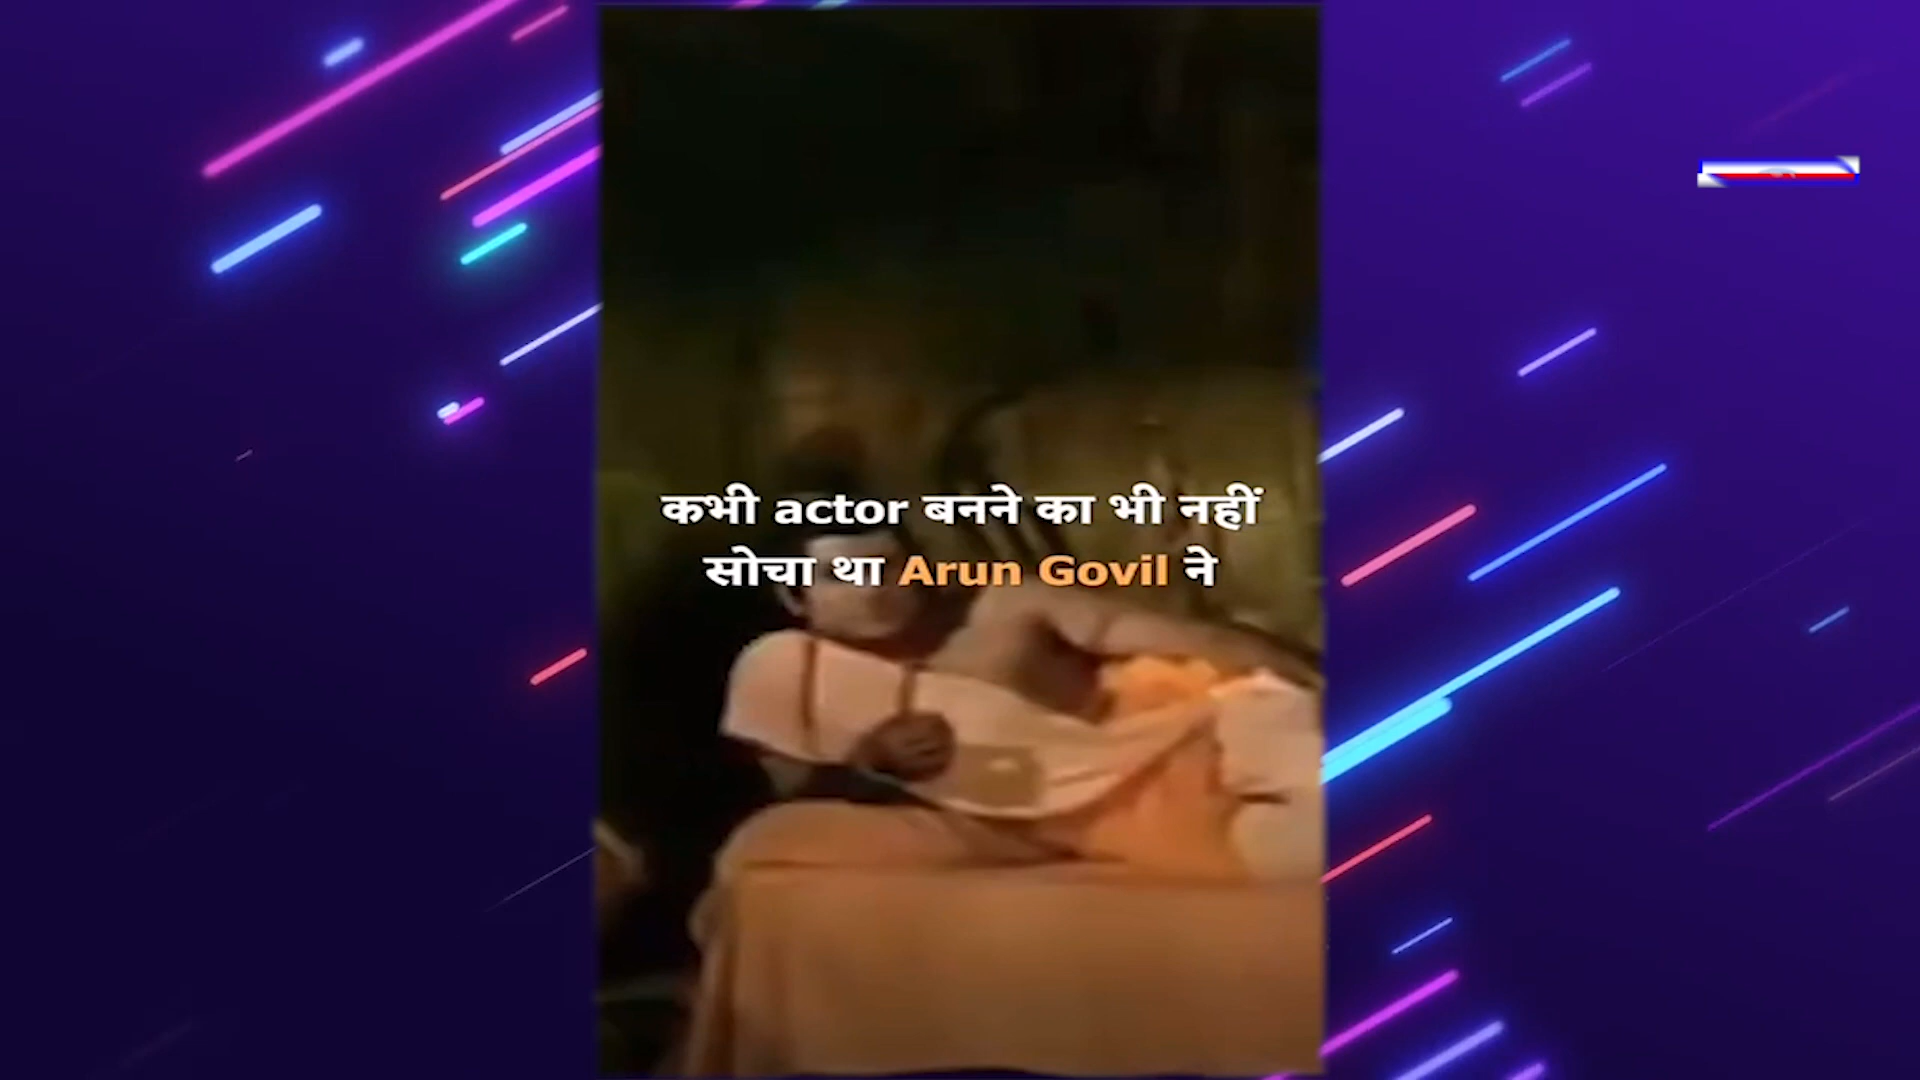 कभी actor बनने का भी नहीं
सोचा था Arun Govil ने